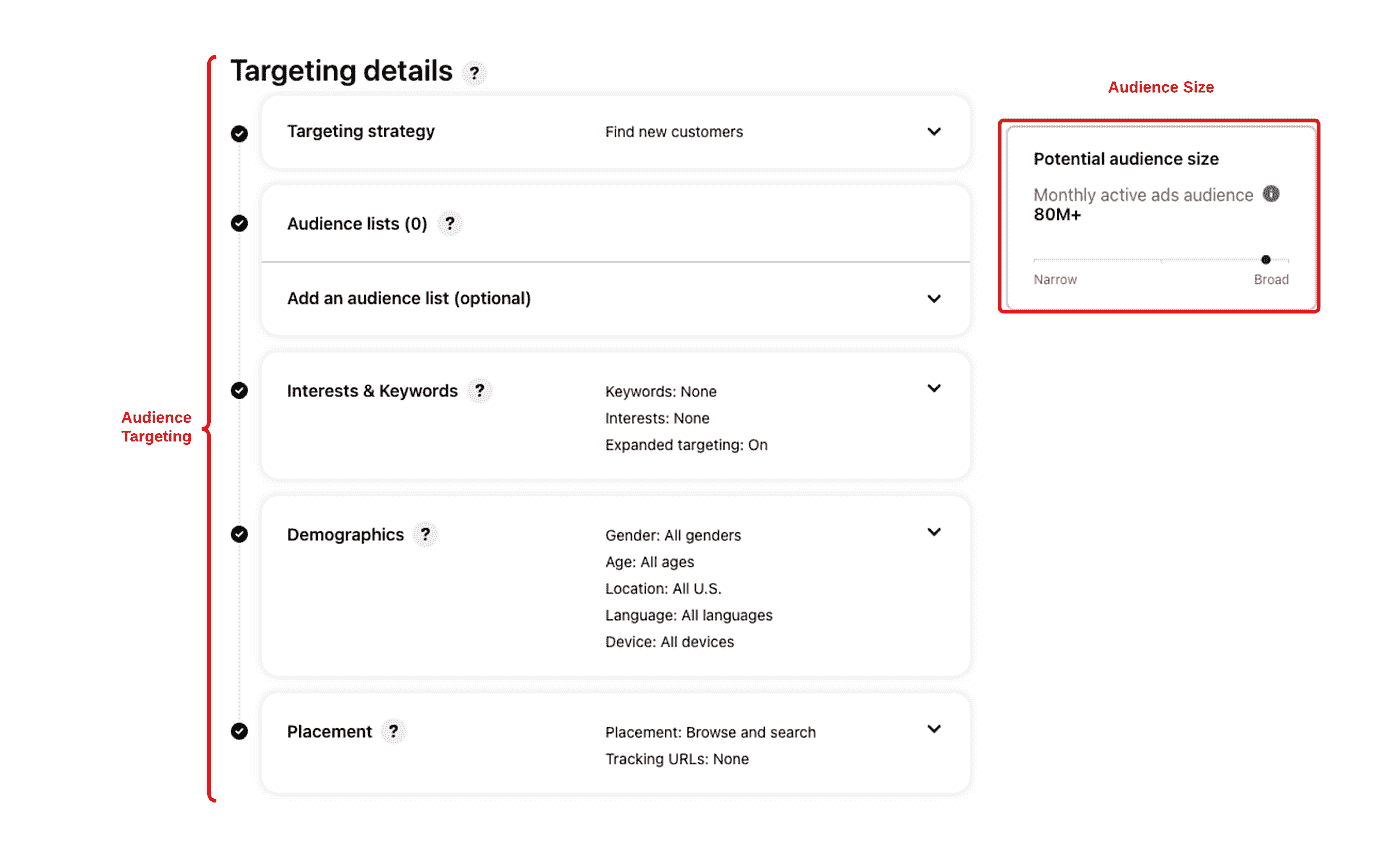 Targeting details ?
Audience Size
Targeting strategy Find new customers
Potential audience size
Monthly active ads audience
80M+
Narrow Broad
Audience lists (0) ?
Add an audience list (optional)
Audience
Targeting
Interests & Keywords ? Keywords: None
Interests: None
Expanded targeting: On
Demographics ? Gender: All genders
Age: All ages
Location: All U.S.
Language: All languages
Device: All devices
Placement ? Placement: Browse and search
Tracking URLs: None